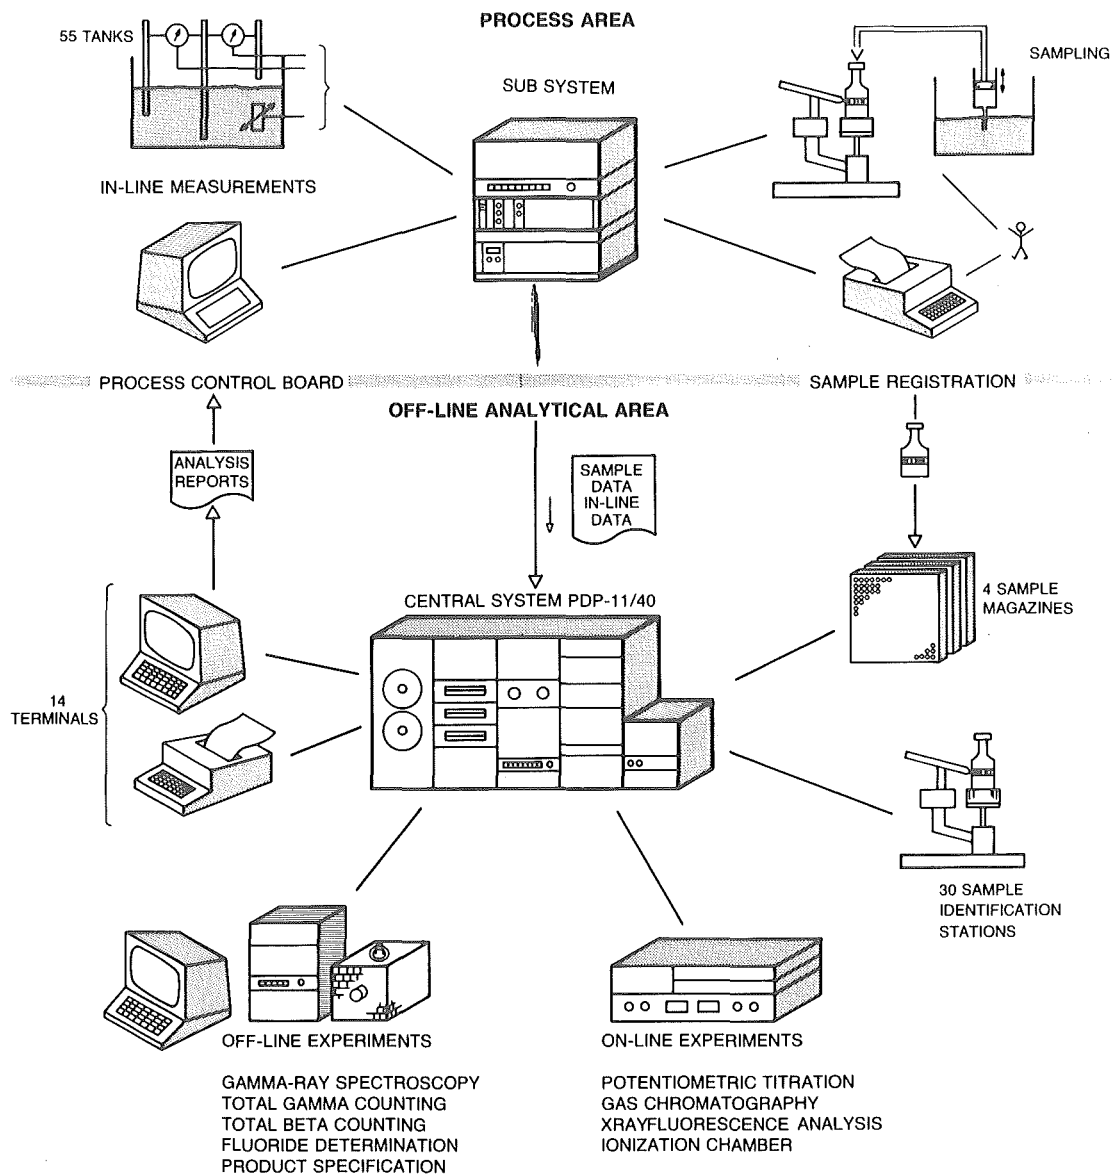 PROCESS AREA
55 TANKS
SUB SYSTEM
SAMPLING
IN-LINE MEASUREMENTS
PROCESS CONTROL BOARD
SAMPLE REGISTRATION
OFF-LINE ANALYTICAL AREA
ANALYSIS
REPORTS
SAMPLE
DATA
IN-LINE
DATA
CENTRAL SYSTEM PDP-11/40
4 SAMPLE
MAGAZINES
14
TERMINALS
30 SAMPLE
IDENTIFICATION
STATIONS
OFF-LINE EXPERIMENTS
GAMMA-RAY SPECTROSCOPY
TOTAL GAMMA COUNTING
TOTAL BETA COUNTING
FLUORIDE DETERMINATION
PRODUCT SPECIFICATION
ON-LINE EXPERIMENTS
POTENTIOMETRIC TITRATION
GAS CHROMATOGRAPHY
XRAYFLUORESCENCE ANALYSIS
IONIZATION CHAMBER